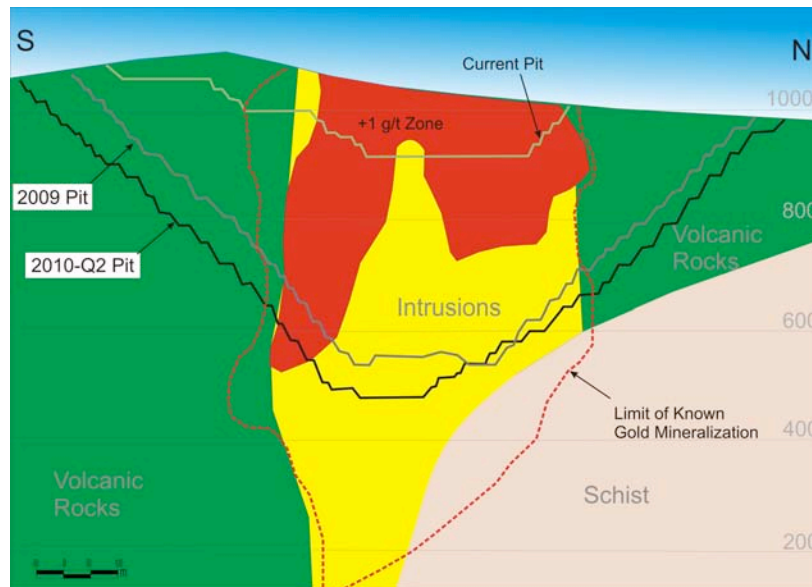 S
N
Current Pit
1000
+1 g/t Zone
2009 Pit
800
Volcanic
Rocks
2010-Q2 Pit
Intrusions
600
Limit of Known
Gold Mineralization
400
Volcanic
Rocks
Schist
200